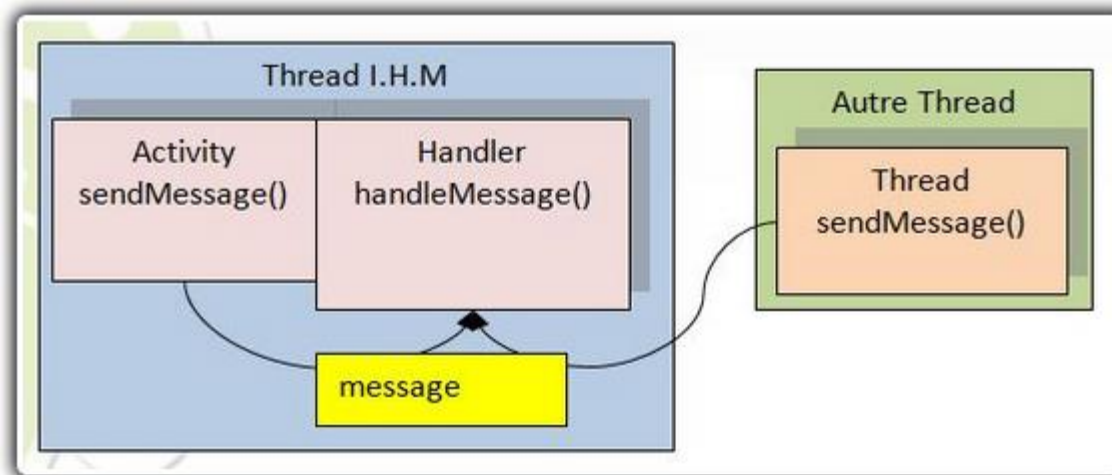 Thread I.H.M
Activity
sendMessage()
Handler
handleMessage()
message
Autre Thread
Thread
sendMessage()